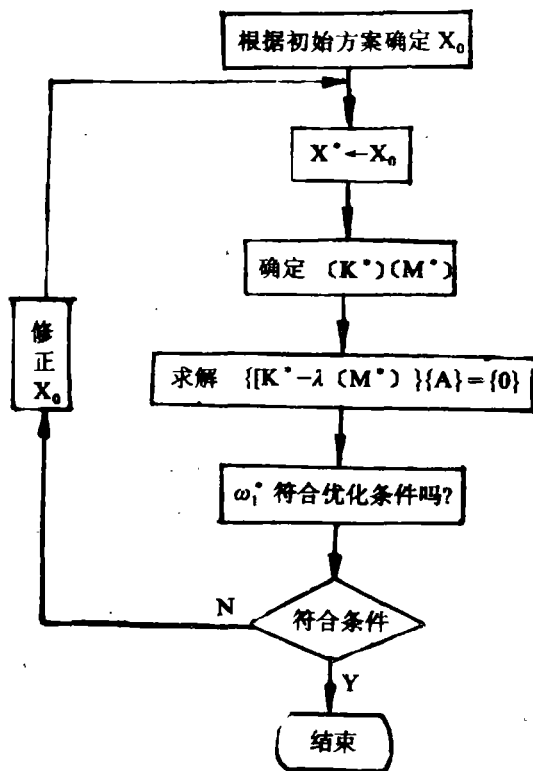 根据初始方案确定 X₀
X*←X₀
确定 〔K*〕〔M*〕
求解 {[K*-λ〔M*〕}{A}={0}
ω₁* 符合优化条件吗?
符合条件
N
Y
结束
修
正
X₀